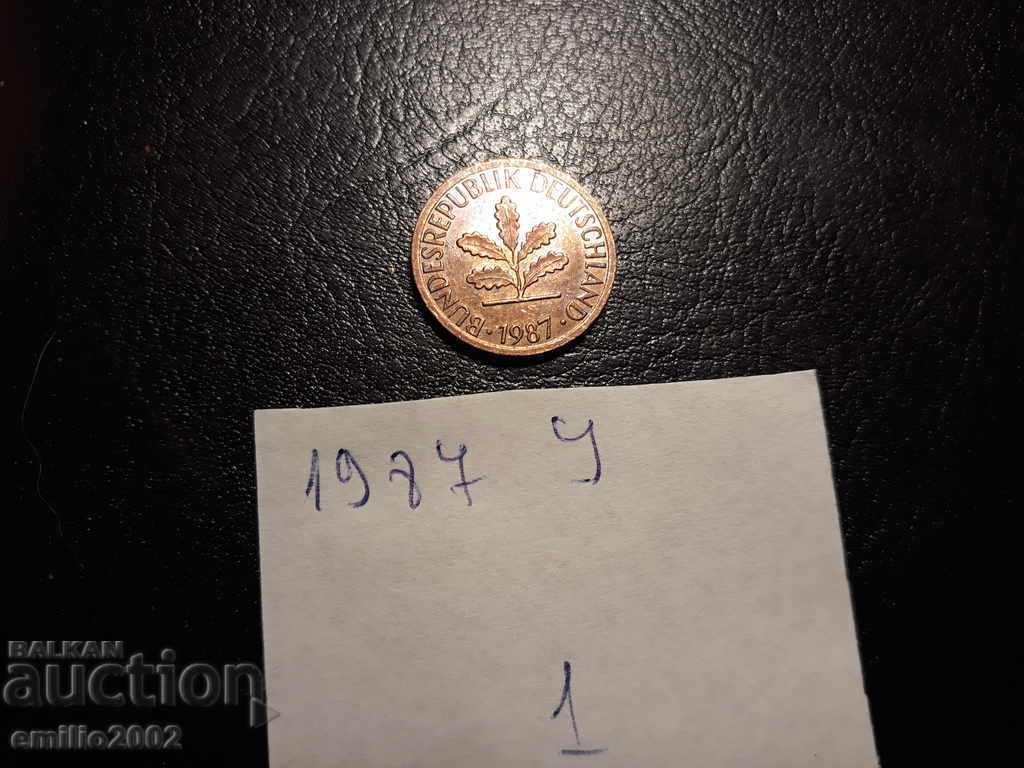 BUNDESREPUBLIK DEUTSCHLAND
· 1987 ·
1987
1
BALKAN
auction
emilio2002